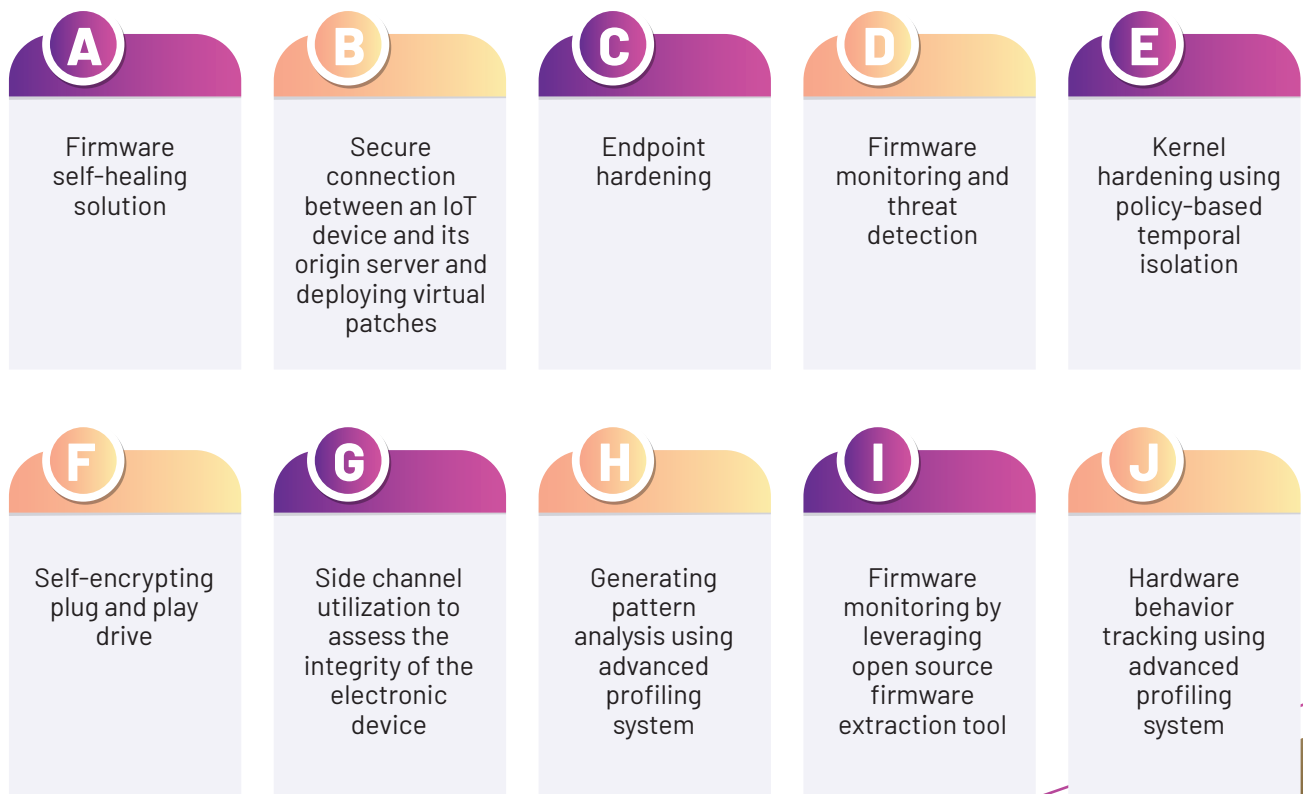 A
Firmware
self-healing
solution
B
Secure
connection
between an IoT
device and its
origin server and
deploying virtual
patches
C
Endpoint
hardening
D
Firmware
monitoring and
threat
detection
E
Kernel
hardening using
policy-based
temporal
isolation
F
Self-encrypting
plug and play
drive
G
Side channel
utilization to
assess the
integrity of the
electronic
device
H
Generating
pattern
analysis using
advanced
profiling
system
I
Firmware
monitoring by
leveraging
open source
firmware
extraction tool
J
Hardware
behavior
tracking using
advanced
profiling
system